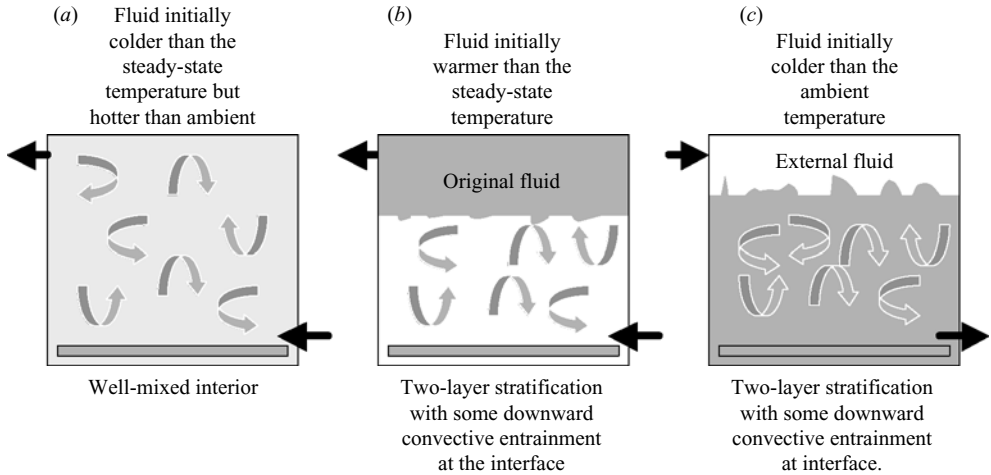 (a)
Fluid initially
colder than the
steady-state
temperature but
hotter than ambient
Well-mixed interior
(b)
Fluid initially
warmer than the
steady-state
temperature
Original fluid
Two-layer stratification
with some downward
convective entrainment
at the interface
(c)
Fluid initially
colder than the
ambient
temperature
External fluid
Two-layer stratification
with some downward
convective entrainment
at interface.